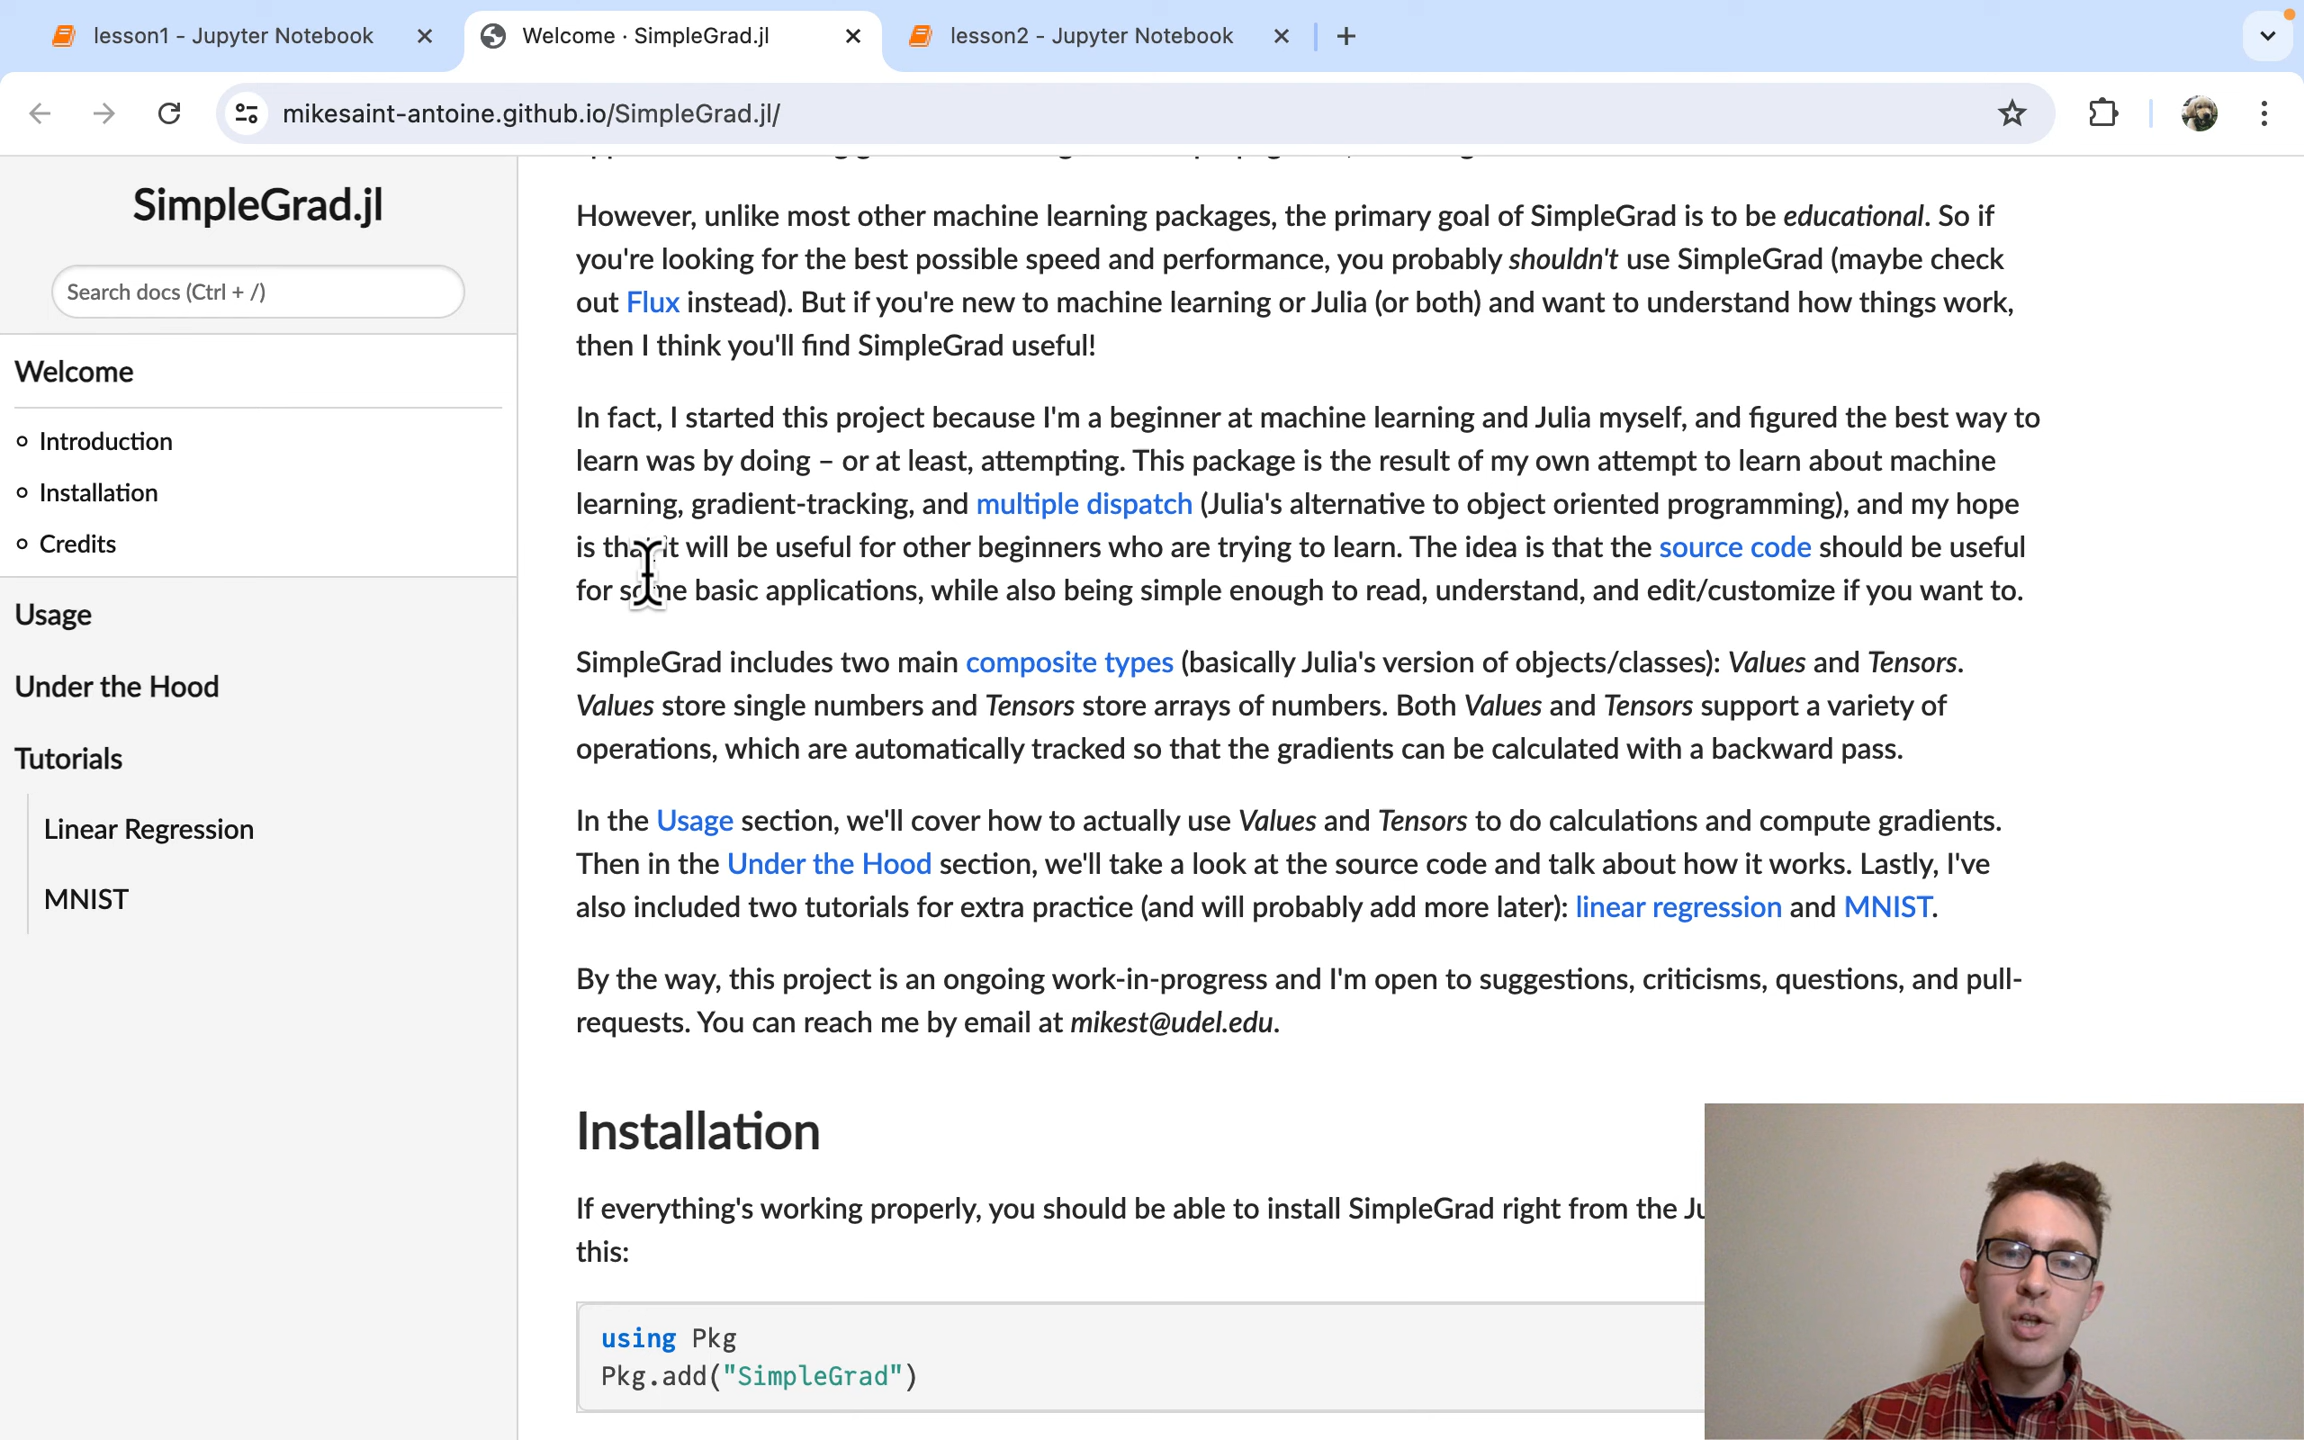 lesson1 - Jupyter Notebook
Welcome · SimpleGrad.jl
lesson2 - Jupyter Notebook
mikesaint-antoine.github.io/SimpleGrad.jl/
SimpleGrad.jl
Search docs (Ctrl + /)
Welcome
Introduction
Installation
Credits
Usage
Under the Hood
Tutorials
Linear Regression
MNIST
However, unlike most other machine learning packages, the primary goal of SimpleGrad is to be educational. So if
you're looking for the best possible speed and performance, you probably shouldn't use SimpleGrad (maybe check
out Flux instead). But if you're new to machine learning or Julia (or both) and want to understand how things work,
then I think you'll find SimpleGrad useful!
In fact, I started this project because I'm a beginner at machine learning and Julia myself, and figured the best way to
learn was by doing – or at least, attempting. This package is the result of my own attempt to learn about machine
learning, gradient-tracking, and multiple dispatch (Julia's alternative to object oriented programming), and my hope
is that it will be useful for other beginners who are trying to learn. The idea is that the source code should be useful
for some basic applications, while also being simple enough to read, understand, and edit/customize if you want to.
SimpleGrad includes two main composite types (basically Julia's version of objects/classes): Values and Tensors.
Values store single numbers and Tensors store arrays of numbers. Both Values and Tensors support a variety of
operations, which are automatically tracked so that the gradients can be calculated with a backward pass.
In the Usage section, we'll cover how to actually use Values and Tensors to do calculations and compute gradients.
Then in the Under the Hood section, we'll take a look at the source code and talk about how it works. Lastly, I've
also included two tutorials for extra practice (and will probably add more later): linear regression and MNIST.
By the way, this project is an ongoing work-in-progress and I'm open to suggestions, criticisms, questions, and pull-
requests. You can reach me by email at mikest@udel.edu.
Installation
If everything's working properly, you should be able to install SimpleGrad right from the
this:
using Pkg
Pkg.add("SimpleGrad")